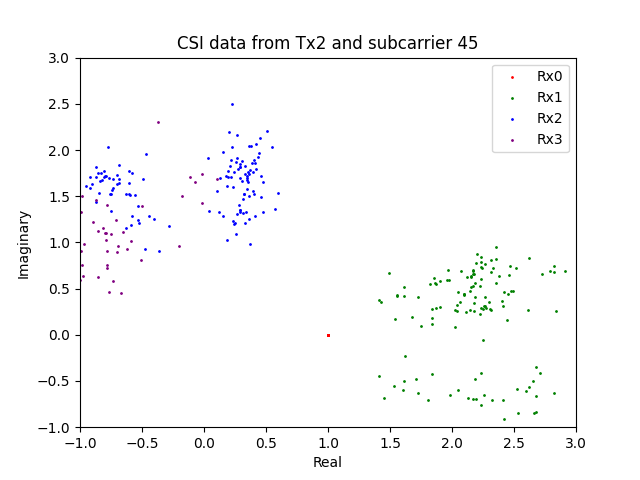 CSI data from Tx2 and subcarrier 45
3.0
2.5
2.0
1.5
1.0
0.5
0.0
−0.5
−1.0
Imaginary
Rx0
Rx1
Rx2
Rx3
−1.0 −0.5 0.0 0.5 1.0 1.5 2.0 2.5 3.0
Real